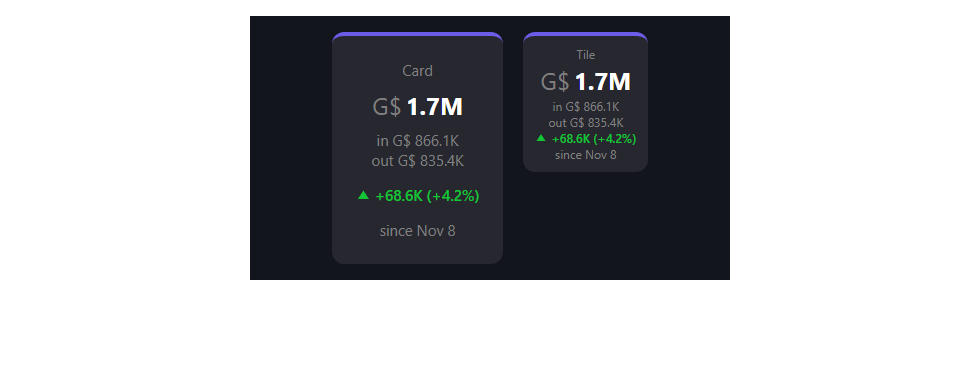 Card
G$ 1.7M
in G$ 866.1K
out G$ 835.4K
+68.6K (+4.2%)
since Nov 8
Tile
G$ 1.7M
in G$ 866.1K
out G$ 835.4K
+68.6K (+4.2%)
since Nov 8